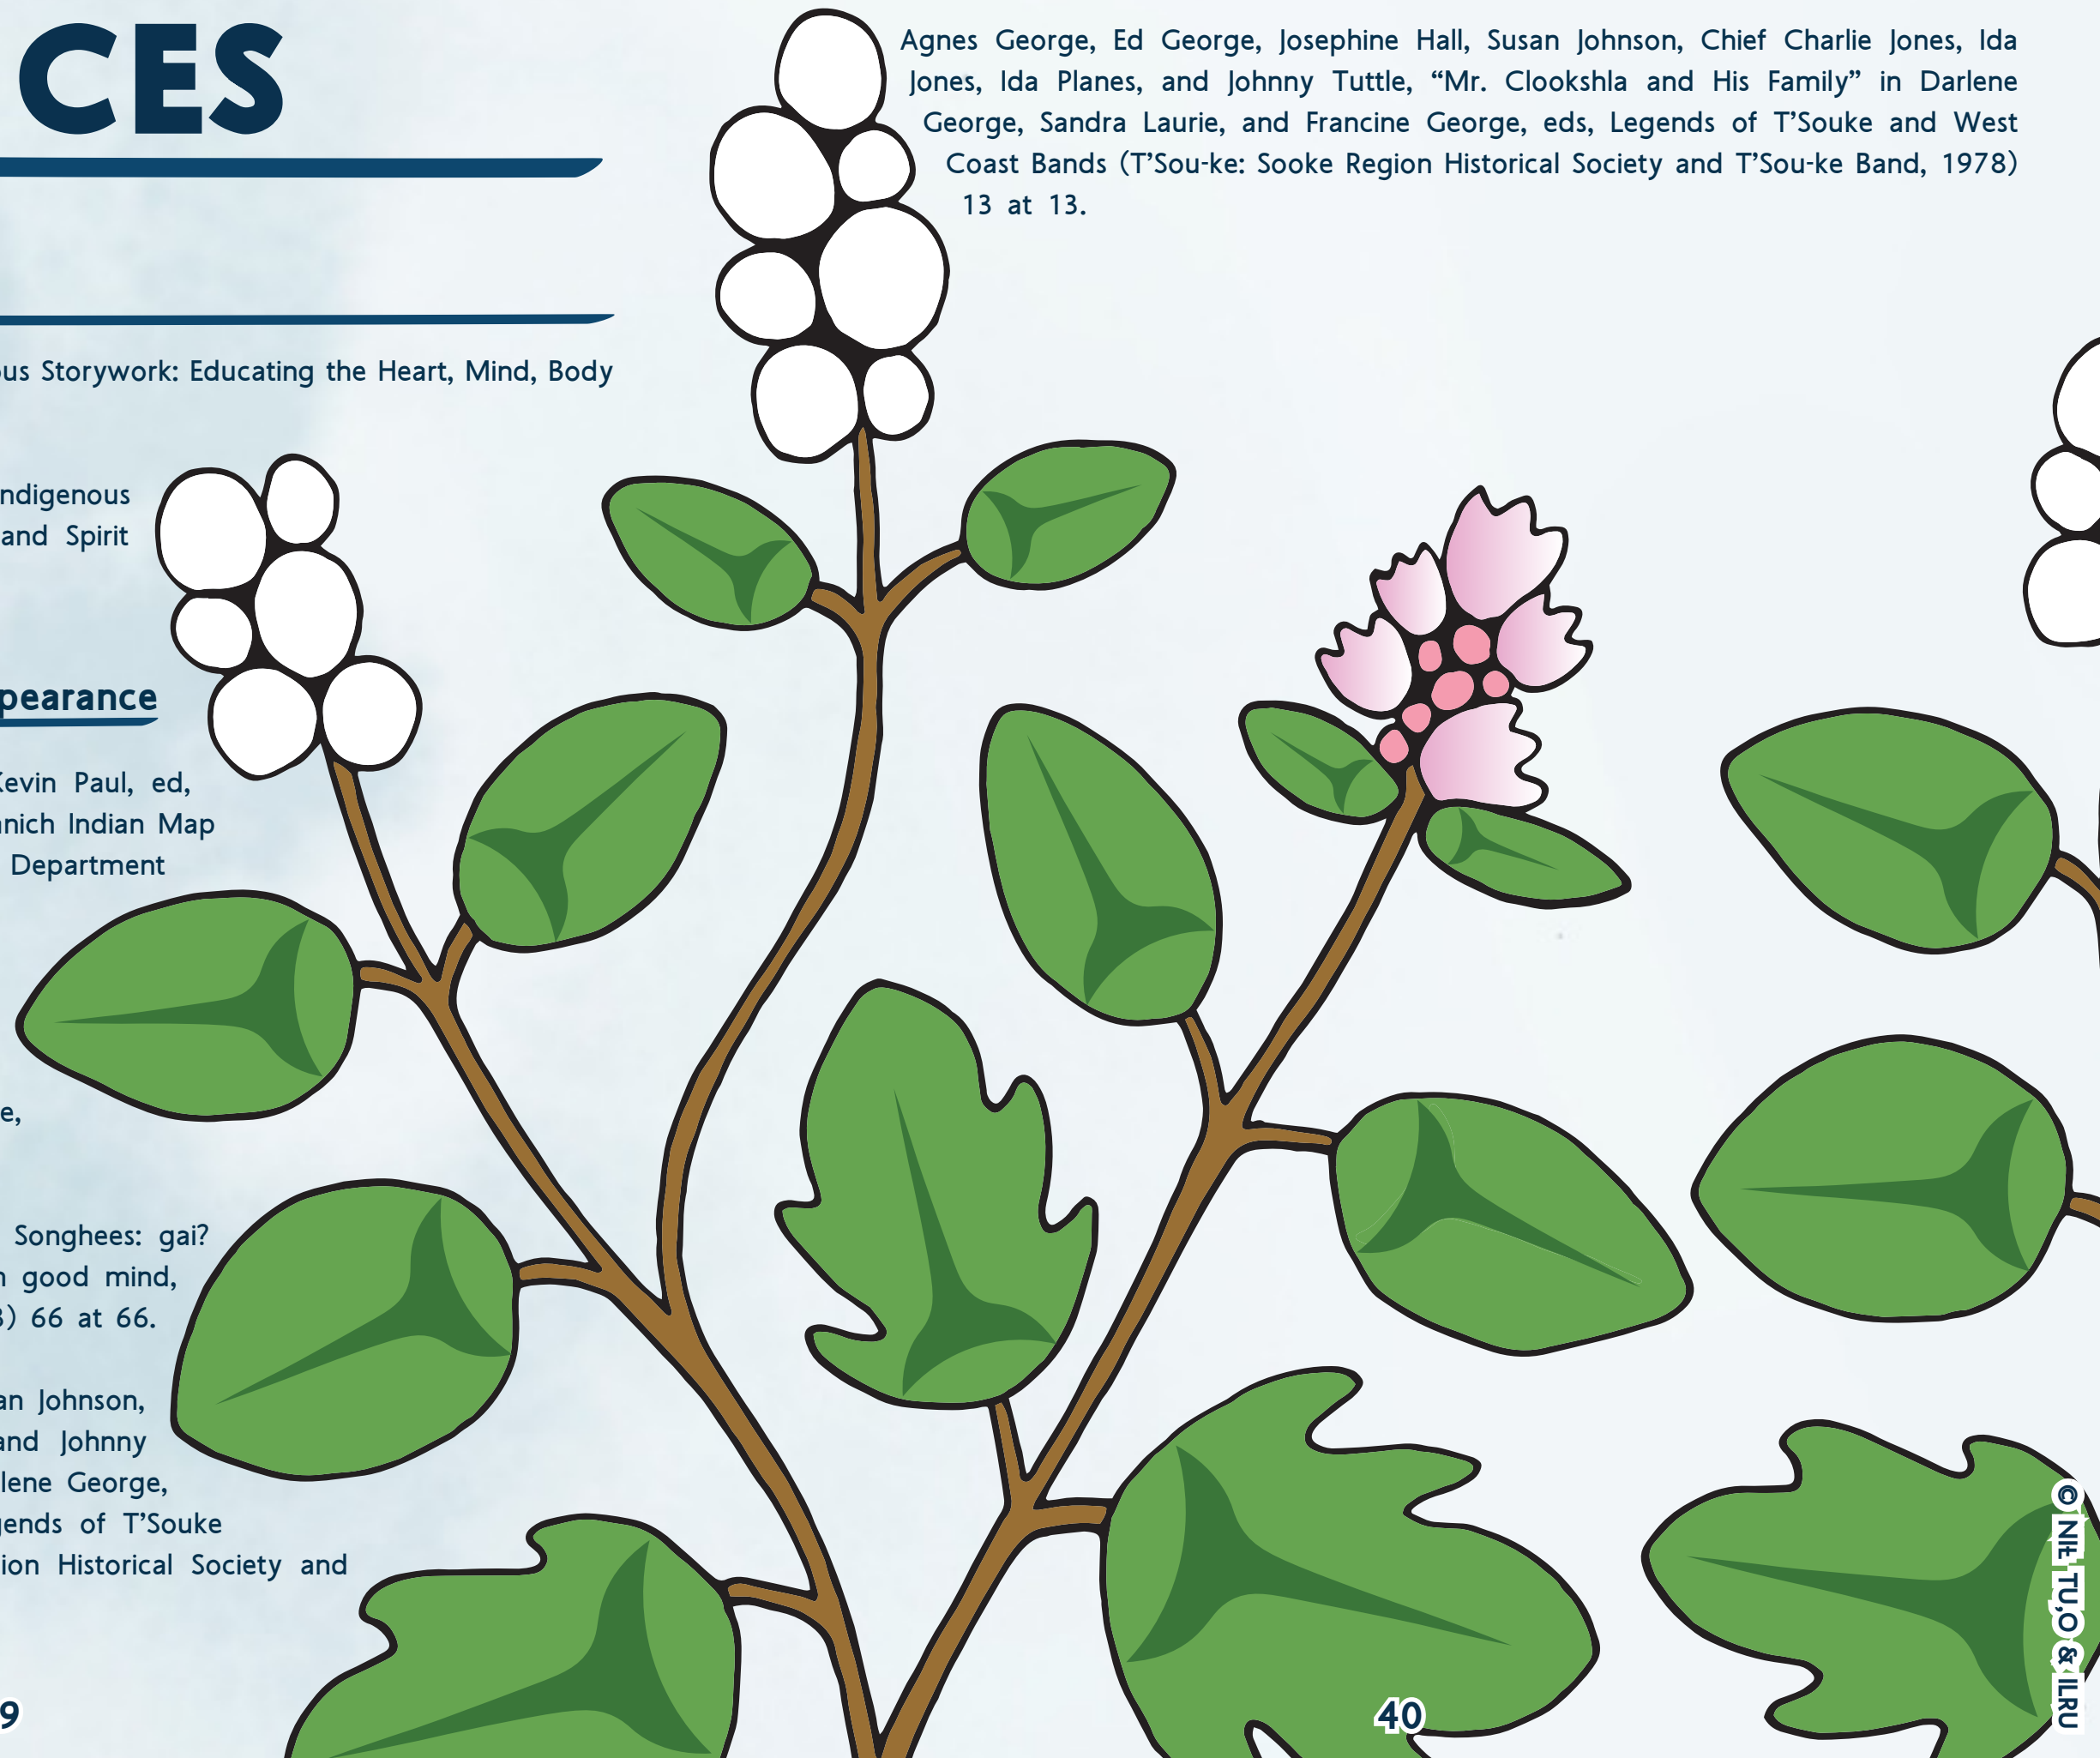 CES
ous Storywork: Educating the Heart, Mind, Body
ndigenous
and Spirit
pearance
Kevin Paul, ed,
anich Indian Map
Department
e,
Songhees: gai?
n good mind,
3) 66 at 66.
an Johnson,
and Johnny
lene George,
gends of T'Souke
ion Historical Society and
9
Agnes George, Ed George, Josephine Hall, Susan Johnson, Chief Charlie Jones, Ida
Jones, Ida Planes, and Johnny Tuttle, “Mr. Clookshla and His Family” in Darlene
George, Sandra Laurie, and Francine George, eds, Legends of T'Souke and West
Coast Bands (T'Sou-ke: Sooke Region Historical Society and T'Sou-ke Band, 1978)
13 at 13.
40
© NIȽ TU,O & ILRU